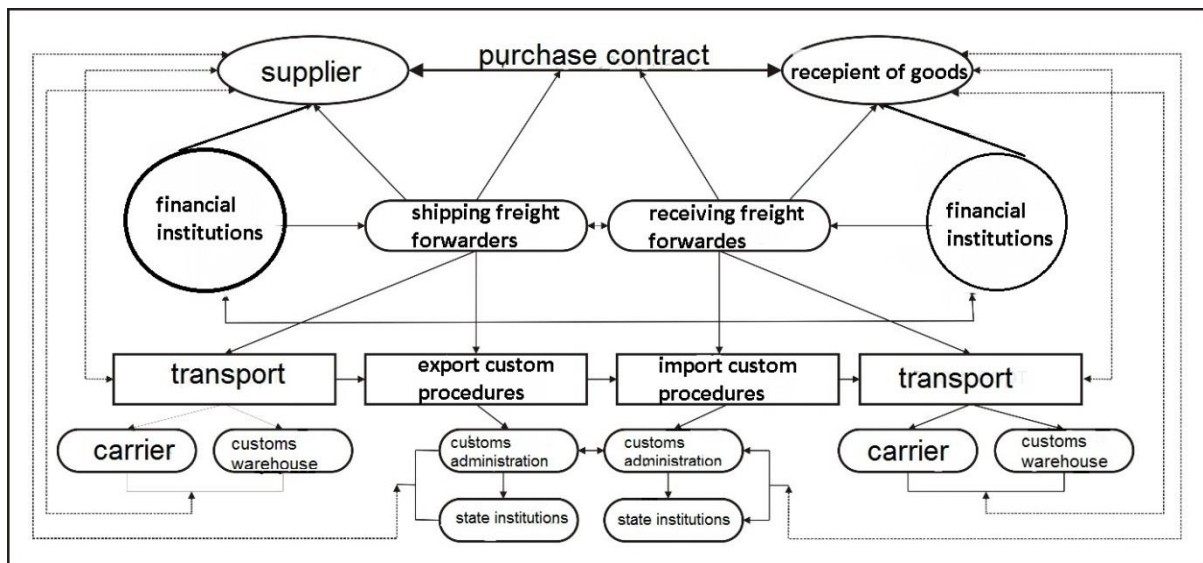 purchase contract
supplier
recepient of goods
financial
institutions
shipping freight
forwarders
receiving freight
forwardes
financial
institutions
transport
export custom
procedures
import custom
procedures
transport
carrier
customs
warehouse
customs
administration
customs
administration
carrier
customs
warehouse
state institutions
state institutions